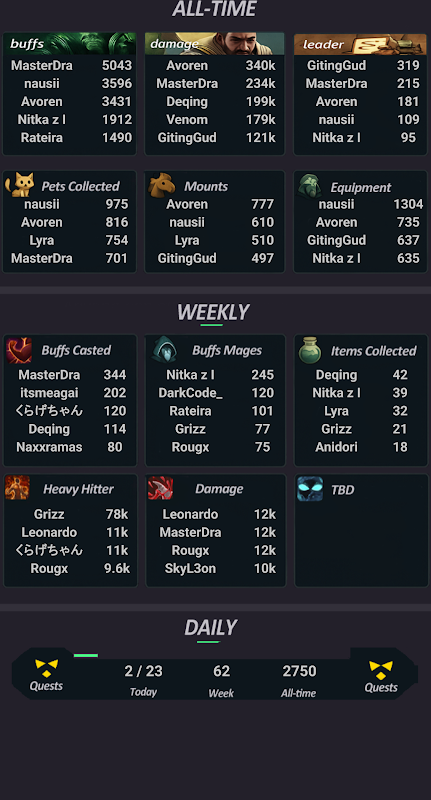 ALL-TIME
buffs
MasterDra 5043
nausii 3596
Avoren 3431
Nitka z I 1912
Rateira 1490
damage
Avoren 340k
MasterDra 234k
Deqing 199k
Venom 179k
GitingGud 121k
leader
GitingGud 319
MasterDra 215
Avoren 181
nausii 109
Nitka z I 95
Pets Collected
nausii 975
Avoren 816
Lyra 754
MasterDra 701
Mounts
Avoren 777
nausii 610
Lyra 510
GitingGud 497
Equipment
nausii 1304
Avoren 735
GitingGud 637
Nitka z I 635
WEEKLY
Buffs Casted
MasterDra 344
itsmeagai 202
くらげちゃん 120
Deqing 114
Naxxramas 80
Buffs Mages
Nitka z I 245
DarkCode_ 120
Rateira 101
Grizz 77
Rougx 75
Items Collected
Deqing 42
Nitka z I 39
Lyra 32
Grizz 21
Anidori 18
Heavy Hitter
Grizz 78k
Leonardo 11k
くらげちゃん 11k
Rougx 9.6k
Damage
Leonardo 12k
MasterDra 12k
Rougx 12k
SkyL3on 10k
TBD
DAILY
Quests
2 / 23
Today
62
Week
2750
All-time
Quests